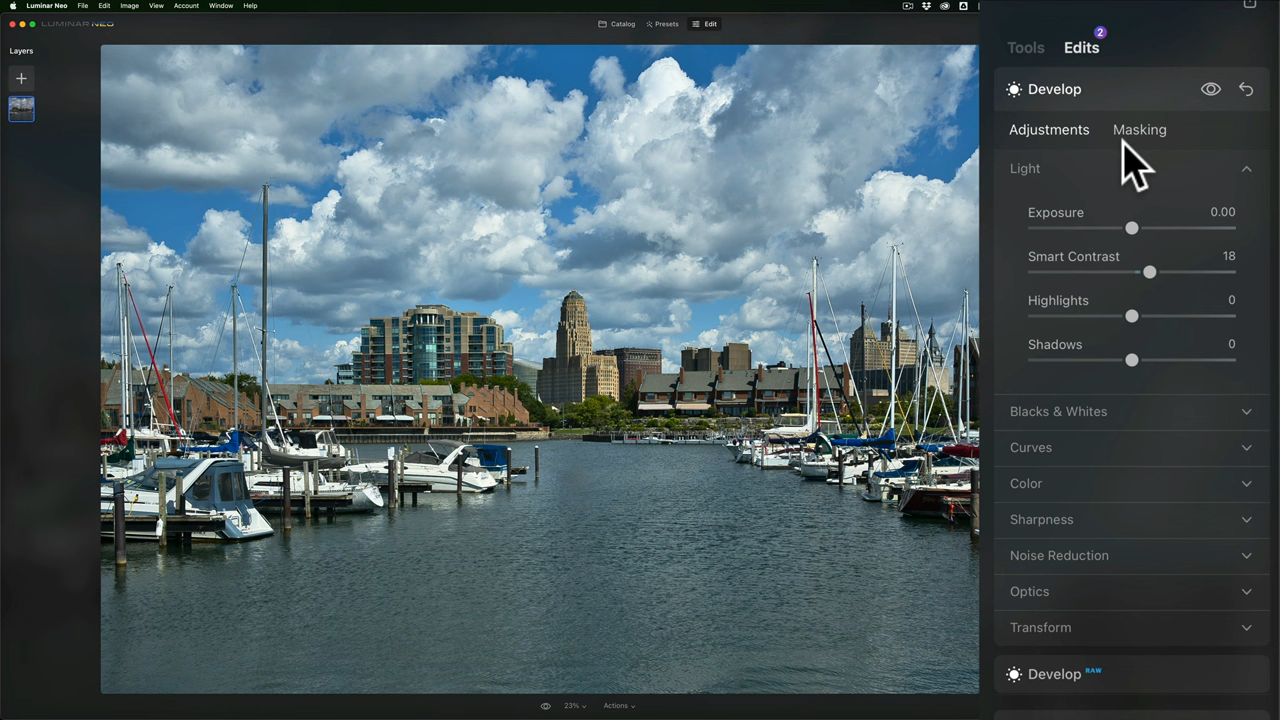 Luminar Neo File Edit Image View Account Window Help
LUMINAR NEO
Catalog Presets Edit
Layers
Tools Edits 2
Develop
Adjustments Masking
Light
Exposure 0.00
Smart Contrast 18
Highlights 0
Shadows 0
Blacks & Whites
Curves
Color
Sharpness
Noise Reduction
Optics
Transform
Develop RAW
23% Actions